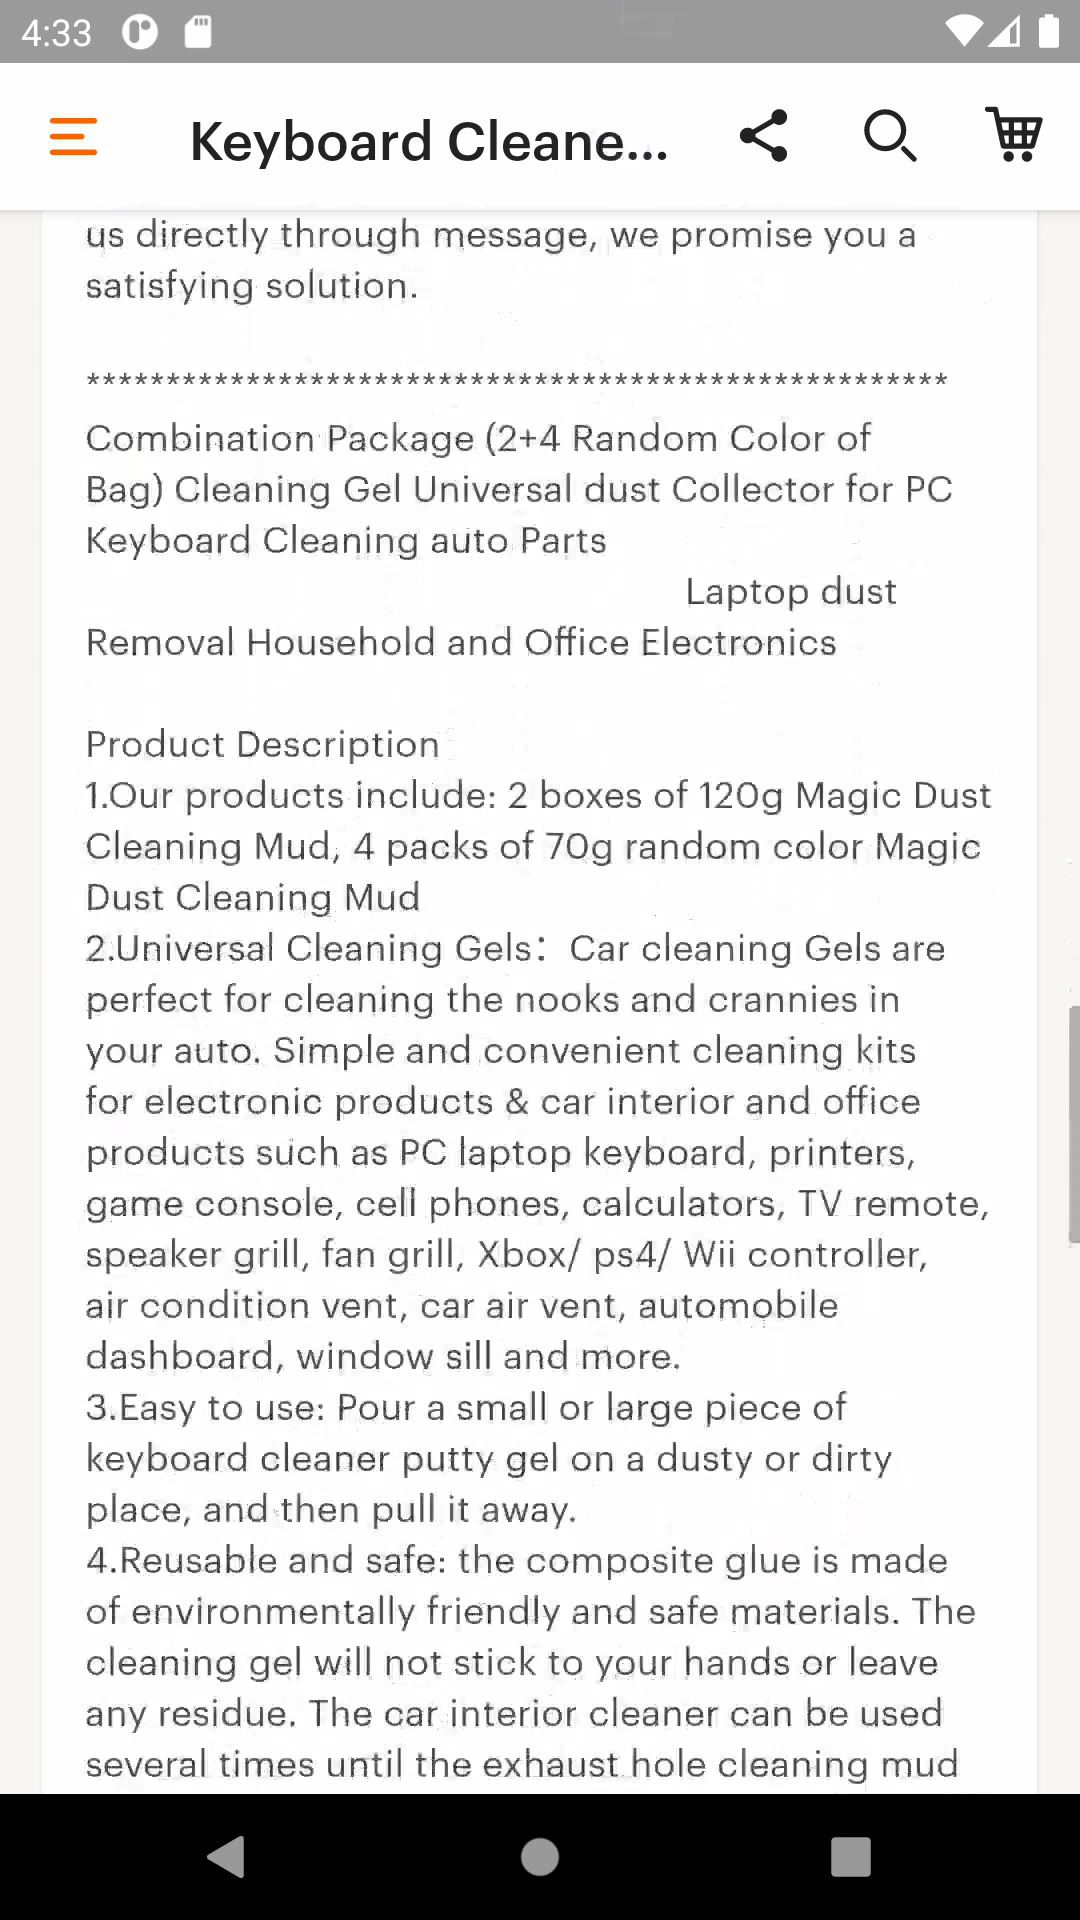 4:33
Keyboard Cleane...
us directly through message, we promise you a
satisfying solution.
******************************************************
Combination Package (2+4 Random Color of
Bag) Cleaning Gel Universal dust Collector for PC
Keyboard Cleaning auto Parts
Laptop dust
Removal Household and Office Electronics
Product Description
1.Our products include: 2 boxes of 120g Magic Dust
Cleaning Mud, 4 packs of 70g random color Magic
Dust Cleaning Mud
2.Universal Cleaning Gels： Car cleaning Gels are
perfect for cleaning the nooks and crannies in
your auto. Simple and convenient cleaning kits
for electronic products & car interior and office
products such as PC laptop keyboard, printers,
game console, cell phones, calculators, TV remote,
speaker grill, fan grill, Xbox/ ps4/ Wii controller,
air condition vent, car air vent, automobile
dashboard, window sill and more.
3.Easy to use: Pour a small or large piece of
keyboard cleaner putty gel on a dusty or dirty
place, and then pull it away.
4.Reusable and safe: the composite glue is made
of environmentally friendly and safe materials. The
cleaning gel will not stick to your hands or leave
any residue. The car interior cleaner can be used
several times until the exhaust hole cleaning mud